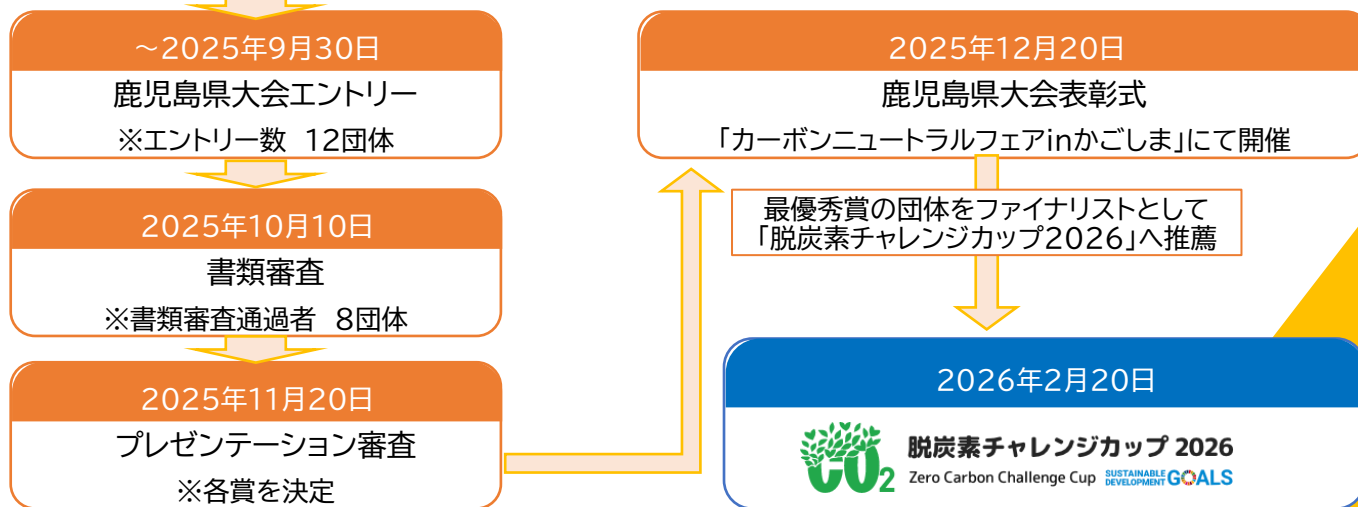 ~2025年9月30日
鹿児島県大会エントリー
※エントリー数 12団体
2025年10月10日
書類審査
※書類審査通過者 8団体
2025年11月20日
プレゼンテーション審査
※各賞を決定
2025年12月20日
鹿児島県大会表彰式
「カーボンニュートラルフェアinかごしま」にて開催
最優秀賞の団体をファイナリストとして
「脱炭素チャレンジカップ2026」へ推薦
2026年2月20日
CO2
脱炭素チャレンジカップ 2026
Zero Carbon Challenge Cup SUSTAINABLE DEVELOPMENT GOALS